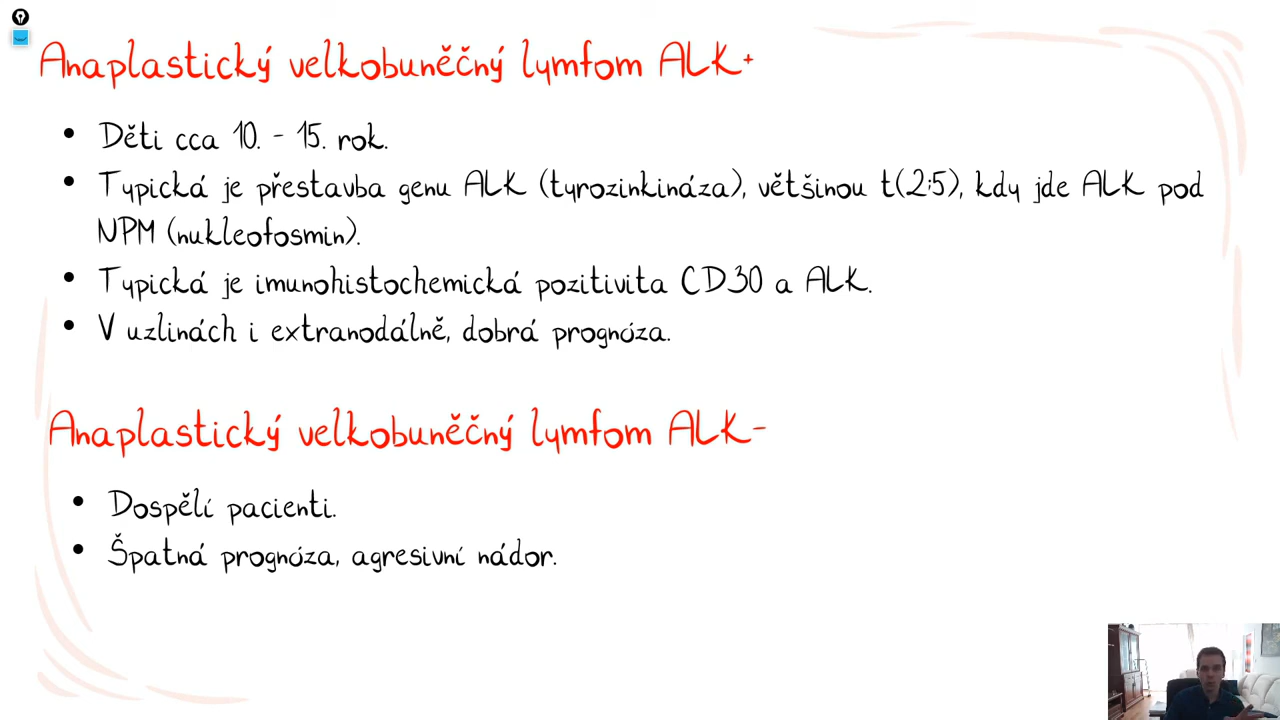 Anaplastický velkobuněčný lymfom ALK+
• Děti cca 10. - 15. rok.
• Typická je přestavba genu ALK (tyrozinkináza), většinou t(2;5), kdy jde ALK pod
NPM (nukleofosmin).
• Typická je imunohistochemická pozitivita CD30 a ALK.
• V uzlinách i extranodálně, dobrá prognóza.
Anaplastický velkobuněčný lymfom ALK-
• Dospělí pacienti.
• Špatná prognóza, agresivní nádor.